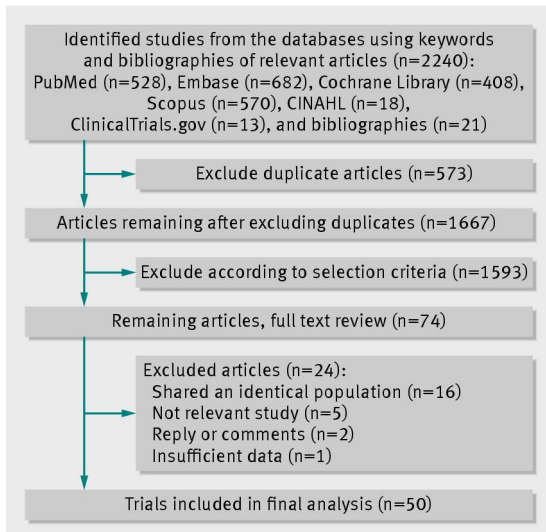 Identified studies from the databases using keywords
and bibliographies of relevant articles (n=2240):
PubMed (n=528), Embase (n=682), Cochrane Library (n=408),
Scopus (n=570), CINAHL (n=18),
ClinicalTrials.gov (n=13), and bibliographies (n=21)
Exclude duplicate articles (n=573)
Articles remaining after excluding duplicates (n=1667)
Exclude according to selection criteria (n=1593)
Remaining articles, full text review (n=74)
Excluded articles (n=24):
Shared an identical population (n=16)
Not relevant study (n=5)
Reply or comments (n=2)
Insufficient data (n=1)
Trials included in final analysis (n=50)